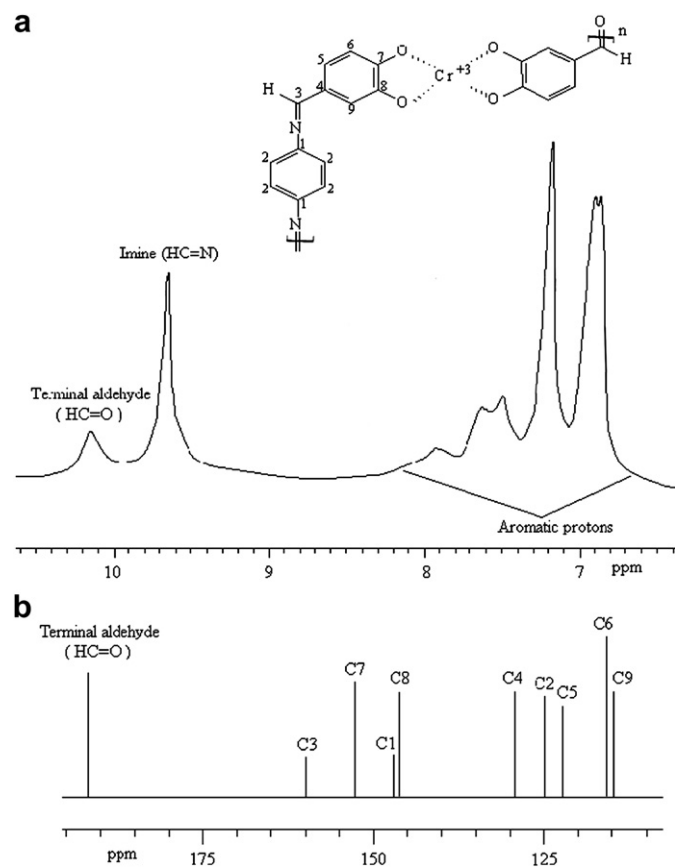 a
O
n
6
5
7
O
O
H
3
4
8
Cr+3
H
9
O
O
N
1
2
2
2
2
1
N
Imine (HC=N)
Terminal aldehyde
( HC=O )
Aromatic protons
10
9
8
7
ppm
b
Terminal aldehyde
( HC=O)
C3
C7
C1
C8
C4
C2
C5
C6
C9
ppm
175
150
125